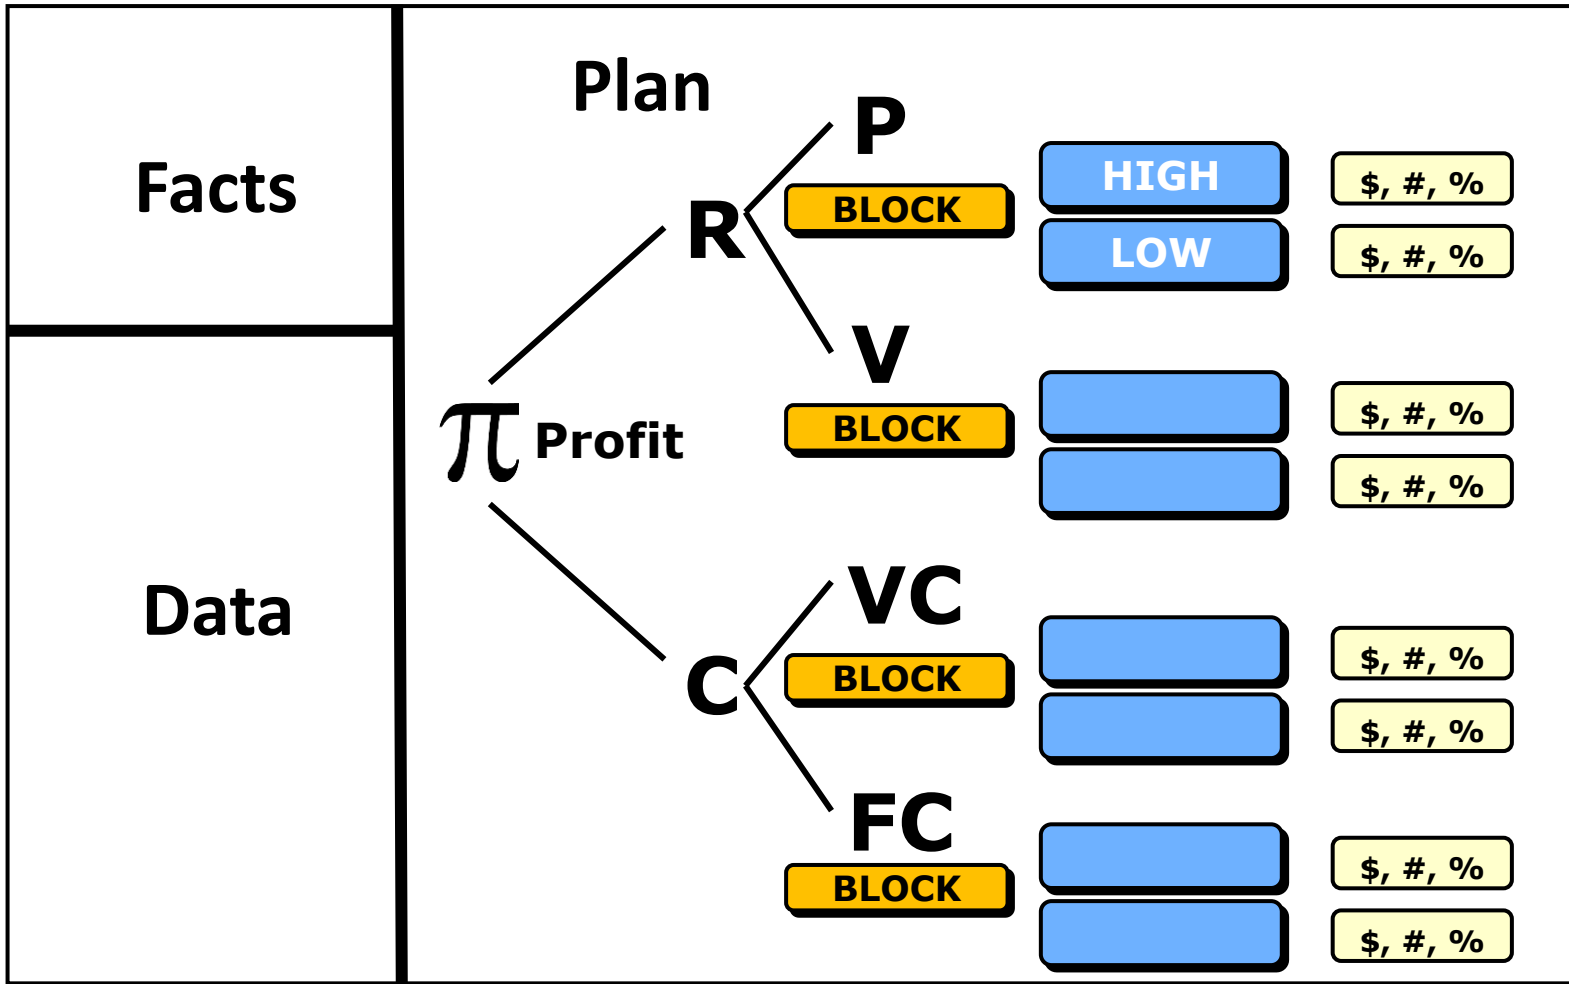 Facts
Data
Plan
π Profit
R
P
BLOCK
HIGH
$, #, %
LOW
$, #, %
V
BLOCK
$, #, %
$, #, %
C
VC
BLOCK
$, #, %
$, #, %
FC
BLOCK
$, #, %
$, #, %